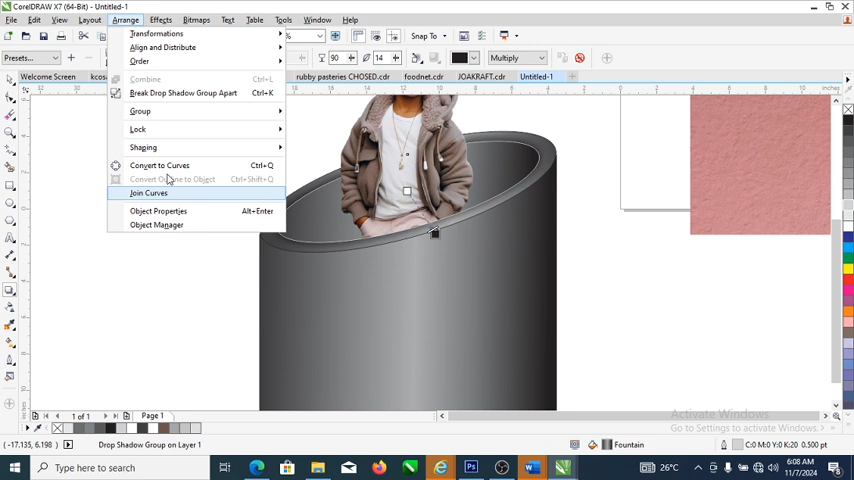 CorelDRAW X7 (64-Bit) - Untitled-1
File Edit View Layout Arrange Effects Bitmaps Text Table Tools Window Help
Snap To
Presets... 90 14 Multiply
Welcome Screen rubby pasteries CHOSED.cdr foodnet.cdr JOAKRAFT.cdr Untitled-1
Transformations
Align and Distribute
Order
Combine Ctrl+L
Break Drop Shadow Group Apart Ctrl+K
Group
Lock
Shaping
Convert to Curves Ctrl+Q
Convert Outline to Object Ctrl+Shift+Q
Join Curves
Object Properties Alt+Enter
Object Manager
inches
1 of 1 Page 1
Activate Windows
Go to Settings to activate Windows.
(-17.135, 6.198) Drop Shadow Group on Layer 1 Fountain C:0 M:0 Y:0 K:20 0.500 pt
Type here to search 26°C 6:08 AM
11/7/2024